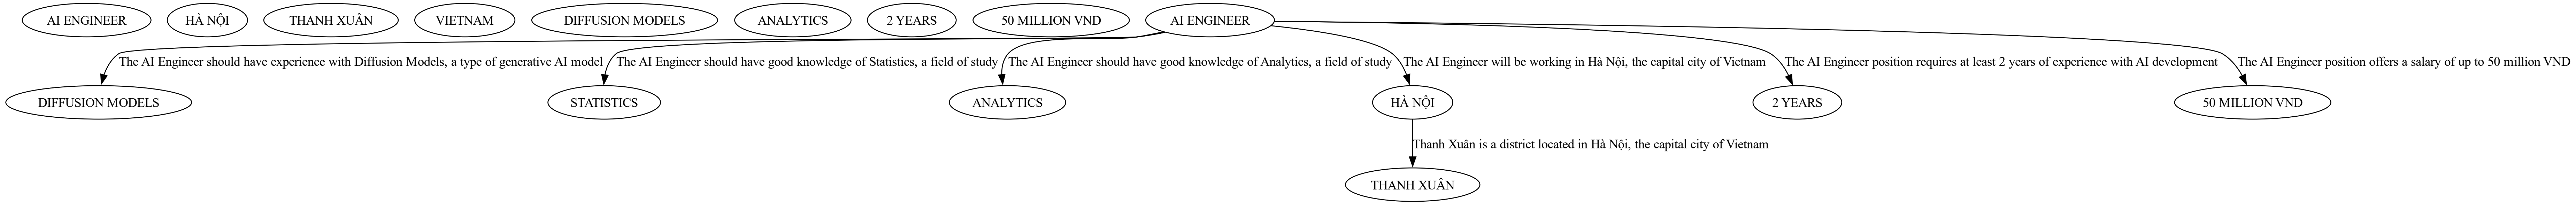 AI ENGINEER
HÀ NỘI
THANH XUÂN
VIETNAM
DIFFUSION MODELS
ANALYTICS
2 YEARS
50 MILLION VND
AI ENGINEER
The AI Engineer should have experience with Diffusion Models, a type of generative AI model
The AI Engineer should have good knowledge of Statistics, a field of study
The AI Engineer should have good knowledge of Analytics, a field of study
The AI Engineer will be working in Hà Nội, the capital city of Vietnam
The AI Engineer position requires at least 2 years of experience with AI development
The AI Engineer position offers a salary of up to 50 million VND
DIFFUSION MODELS
STATISTICS
ANALYTICS
HÀ NỘI
2 YEARS
50 MILLION VND
Thanh Xuân is a district located in Hà Nội, the capital city of Vietnam
THANH XUÂN